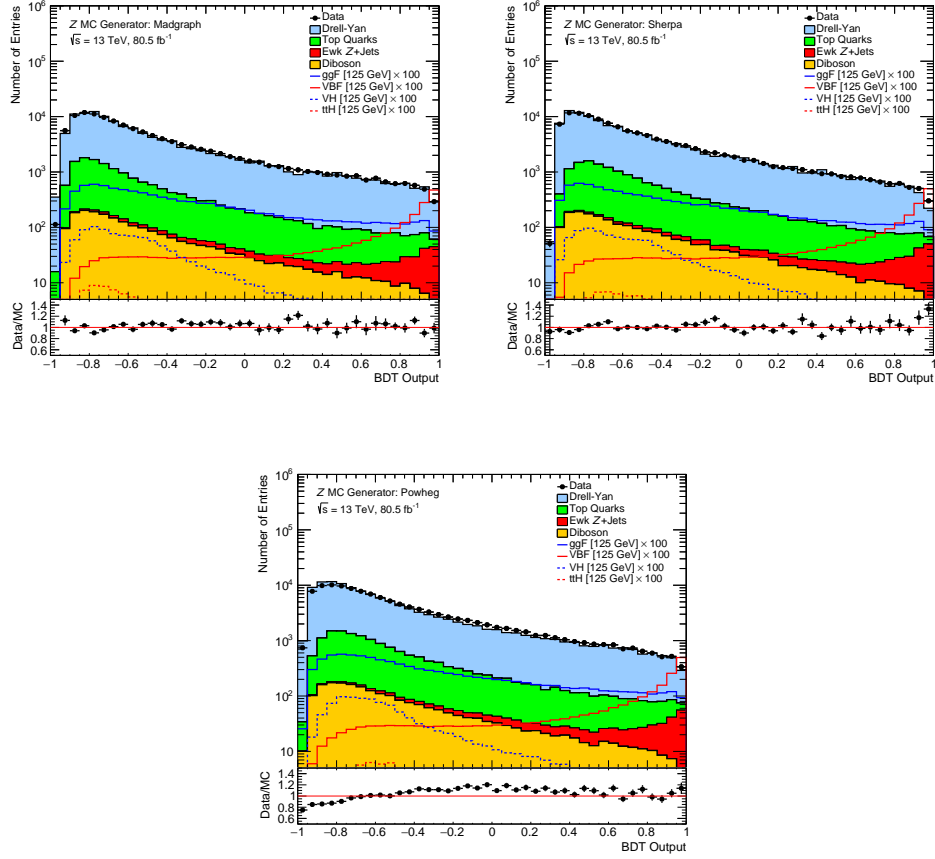 Number of Entries
10⁶
10⁵
10⁴
10³
10²
10
Z MC Generator: Madgraph
√s = 13 TeV, 80.5 fb⁻¹
Data
Drell-Yan
Top Quarks
Ewk Z+Jets
Diboson
ggF [125 GeV] × 100
VBF [125 GeV] × 100
VH [125 GeV] × 100
ttH [125 GeV] × 100
Data/MC
1.4
1.2
1
0.8
0.6
−1 −0.8 −0.6 −0.4 −0.2 0 0.2 0.4 0.6 0.8 1
BDT Output
Number of Entries
10⁶
10⁵
10⁴
10³
10²
10
Z MC Generator: Sherpa
√s = 13 TeV, 80.5 fb⁻¹
Data
Drell-Yan
Top Quarks
Ewk Z+Jets
Diboson
ggF [125 GeV] × 100
VBF [125 GeV] × 100
VH [125 GeV] × 100
ttH [125 GeV] × 100
Data/MC
1.4
1.2
1
0.8
0.6
−1 −0.8 −0.6 −0.4 −0.2 0 0.2 0.4 0.6 0.8 1
BDT Output
Number of Entries
10⁶
10⁵
10⁴
10³
10²
10
Z MC Generator: Powheg
√s = 13 TeV, 80.5 fb⁻¹
Data
Drell-Yan
Top Quarks
Ewk Z+Jets
Diboson
ggF [125 GeV] × 100
VBF [125 GeV] × 100
VH [125 GeV] × 100
ttH [125 GeV] × 100
Data/MC
1.4
1.2
1
0.8
0.6
−1 −0.8 −0.6 −0.4 −0.2 0 0.2 0.4 0.6 0.8 1
BDT Output